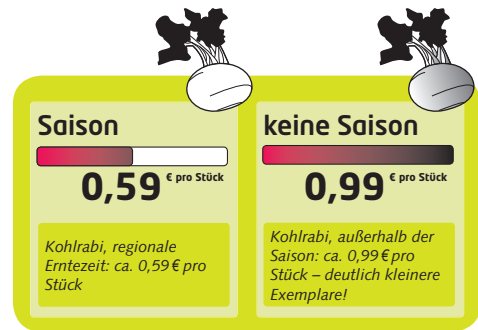 Saison
0,59 € pro Stück
Kohlrabi, regionale
Erntezeit: ca. 0,59 € pro
Stück
keine Saison
0,99 € pro Stück
Kohlrabi, außerhalb der
Saison: ca. 0,99 € pro
Stück – deutlich kleinere
Exemplare!